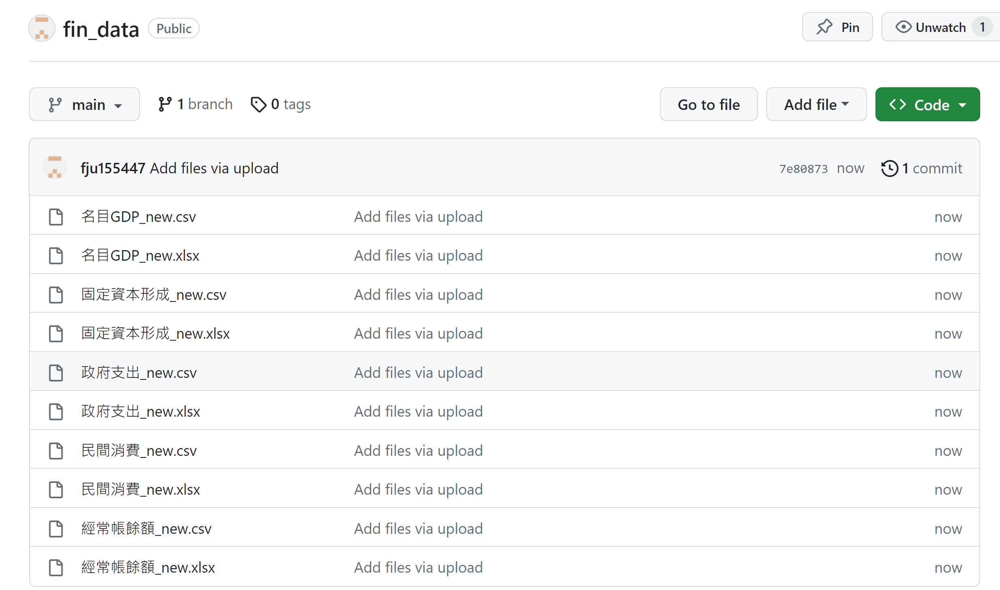 fin_data Public Pin Unwatch 1
main 1 branch 0 tags Go to file Add file Code
fju155447 Add files via upload 7e80873 now 1 commit
名目GDP_new.csv Add files via upload now
名目GDP_new.xlsx Add files via upload now
固定資本形成_new.csv Add files via upload now
固定資本形成_new.xlsx Add files via upload now
政府支出_new.csv Add files via upload now
政府支出_new.xlsx Add files via upload now
民間消費_new.csv Add files via upload now
民間消費_new.xlsx Add files via upload now
經常帳餘額_new.csv Add files via upload now
經常帳餘額_new.xlsx Add files via upload now